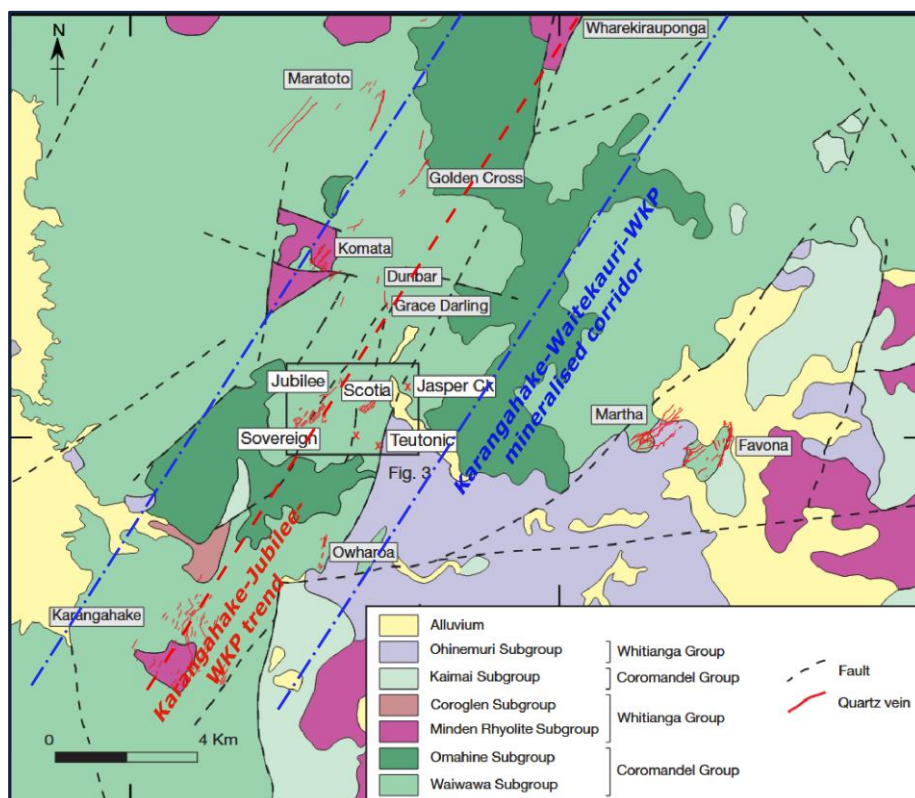 N
Wharekirauponga
Maratoto
Golden Cross
Komata
Dunbar
Grace Darling
Karangahake-Waitekauri-WKP
mineralised corridor
Jubilee
Scotia
Jasper Ck
Martha
Sovereign
Teutonic
Favona
Fig. 3
Owharoa
Karangahake
Karangahake-Jubilee-
WKP trend
0 4 Km
Alluvium
Ohinemuri Subgroup
Whitianga Group
Kaimai Subgroup
Coromandel Group
Coroglen Subgroup
Minden Rhyolite Subgroup
Whitianga Group
Omahine Subgroup
Waiwawa Subgroup
Coromandel Group
Fault
Quartz vein